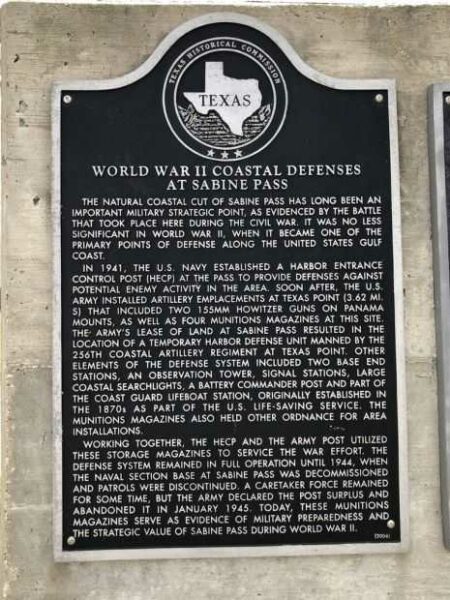 TEXAS HISTORICAL COMMISSION
TEXAS
WORLD WAR II COASTAL DEFENSES
AT SABINE PASS
THE NATURAL COASTAL CUT OF SABINE PASS HAS LONG BEEN AN
IMPORTANT MILITARY STRATEGIC POINT, AS EVIDENCED BY THE BATTLE
THAT TOOK PLACE HERE DURING THE CIVIL WAR. IT WAS NO LESS
SIGNIFICANT IN WORLD WAR II, WHEN IT BECAME ONE OF THE
PRIMARY POINTS OF DEFENSE ALONG THE UNITED STATES GULF
COAST.
IN 1941, THE U.S. NAVY ESTABLISHED A HARBOR ENTRANCE
CONTROL POST (HECP) AT THE PASS TO PROVIDE DEFENSES AGAINST
POTENTIAL ENEMY ACTIVITY IN THE AREA. SOON AFTER, THE U.S.
ARMY INSTALLED ARTILLERY EMPLACEMENTS AT TEXAS POINT (3.62 MI.
S) THAT INCLUDED TWO 155MM HOWITZER GUNS ON PANAMA
MOUNTS, AS WELL AS FOUR MUNITIONS MAGAZINES AT THIS SITE.
THE ARMY'S LEASE OF LAND AT SABINE PASS RESULTED IN THE
LOCATION OF A TEMPORARY HARBOR DEFENSE UNIT MANNED BY THE
256TH COASTAL ARTILLERY REGIMENT AT TEXAS POINT. OTHER
ELEMENTS OF THE DEFENSE SYSTEM INCLUDED TWO BASE END
STATIONS, AN OBSERVATION TOWER, SIGNAL STATIONS, LARGE
COASTAL SEARCHLIGHTS, A BATTERY COMMANDER POST AND PART OF
THE COAST GUARD LIFEBOAT STATION, ORIGINALLY ESTABLISHED IN
THE 1870s AS PART OF THE U.S. LIFE-SAVING SERVICE. THE
MUNITIONS MAGAZINES ALSO HELD OTHER ORDNANCE FOR AREA
INSTALLATIONS.
WORKING TOGETHER, THE HECP AND THE ARMY POST UTILIZED
THESE STORAGE MAGAZINES TO SERVICE THE WAR EFFORT. THE
DEFENSE SYSTEM REMAINED IN FULL OPERATION UNTIL 1944, WHEN
THE NAVAL SECTION BASE AT SABINE PASS WAS DECOMMISSIONED
AND PATROLS WERE DISCONTINUED. A CARETAKER FORCE REMAINED
FOR SOME TIME, BUT THE ARMY DECLARED THE POST SURPLUS AND
ABANDONED IT IN JANUARY 1945. TODAY, THESE MUNITIONS
MAGAZINES SERVE AS EVIDENCE OF MILITARY PREPAREDNESS AND
THE STRATEGIC VALUE OF SABINE PASS DURING WORLD WAR II.